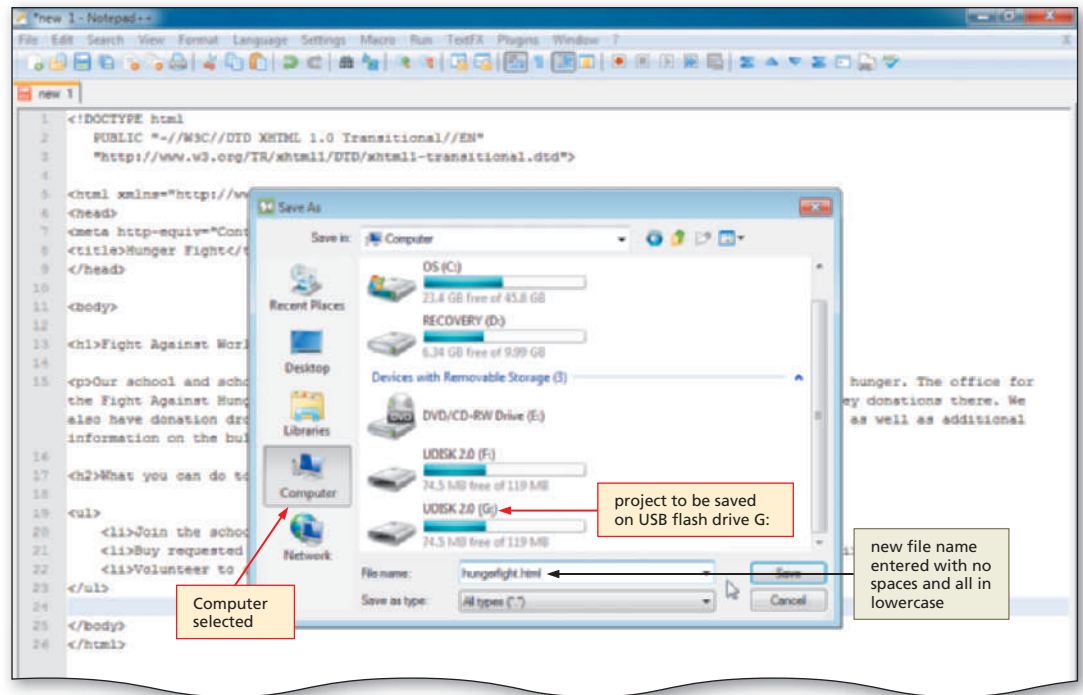 *new 1 - Notepad++
File Edit Search View Format Language Settings Macro Run TextFX Plugins Window ? X
new 1
1 <!DOCTYPE html
2 PUBLIC "-//W3C//DTD XHTML 1.0 Transitional//EN"
3 "http://www.w3.org/TR/xhtml1/DTD/xhtml1-transitional.dtd">
4
5 <html xmlns="http://ww
6 <head>
7 <meta http-equiv="Cont
8 <title>Hunger Fight</t
9 </head>
10
11 <body>
12
13 <h1>Fight Against Worl
14
15 <p>Our school and scho hunger. The office for
the Fight Against Hung ey donations there. We
also have donation dro as well as additional
information on the bul
16
17 <h2>What you can do to
18
19 <ul>
20 <li>Join the schoo
21 <li>Buy requested
22 <li>Volunteer to
23 </ul>
24
25 </body>
26 </html>
Save As
Save in: Computer
Recent Places
Desktop
Libraries
Computer
Network
OS (C:)
23.4 GB free of 45.8 GB
RECOVERY (D:)
6.34 GB free of 9.99 GB
Devices with Removable Storage (3)
DVD/CD-RW Drive (E:)
UDISK 2.0 (F:)
74.5 MB free of 119 MB
UDISK 2.0 (G:)
74.5 MB free of 119 MB
File name: hungerfight.html Save
Save as type: All types (*.*) Cancel
project to be saved
on USB flash drive G:
new file name
entered with no
spaces and all in
lowercase
Computer
selected